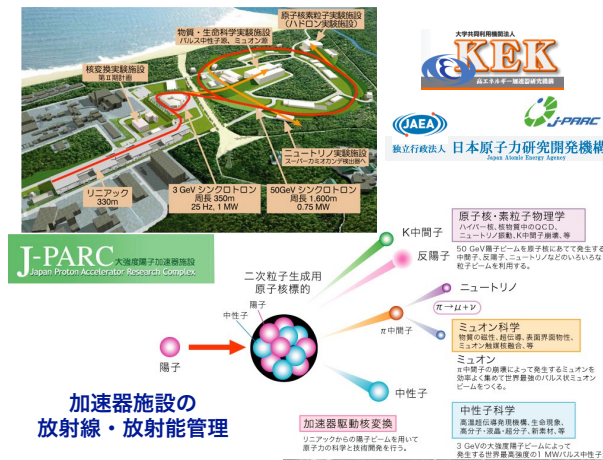 原子核素粒子実験施設
(ハドロン実験施設)
物質・生命科学実験施設
パルス中性子源、ミュオン源
核変換実験施設
第Ⅱ期計画
ニュートリノ実験施設
スーパーカミオカンデ検出器へ
リニアック
330m
3 GeV シンクロトロン
周長 350m
25 Hz, 1 MW
50GeV シンクロトロン
周長 1,600m
0.75 MW
大学共同利用機関法人
KEK
高エネルギー加速器研究機構
JAEA
J-PARC
独立行政法人 日本原子力研究開発機構
Japan Atomic Energy Agency
J-PARC 大強度陽子加速器施設
Japan Proton Accelerator Research Complex
K中間子
反陽子
二次粒子生成用
原子核標的
陽子
中性子
陽子
ニュートリノ
π→μ+ν
π中間子
中性子
原子核・素粒子物理学
ハイパー核、核物質中のQCD、
ニュートリノ振動、K中間子崩壊、等
50 GeV陽子ビームを原子核にあてて発生する
中間子、反陽子、ニュートリノなどのいろいろな
粒子ビームを利用する。
ミュオン科学
物質の磁性、超伝導、表面界面物性、
ミュオン触媒核融合、等
ミュオン
π中間子の崩壊によって発生するミュオンを
効率よく集めて世界最強のパルス状ミュオン
ビームをつくる。
中性子科学
高温超伝導発現機構、生命現象、
高分子・液晶・超分子、新素材、等
3 GeVの大強度陽子ビームによって
発生する世界最高強度の1 MWパルス中性子
加速器駆動核変換
リニアックからの陽子ビームを用いて
原子力の科学と技術開発を行う。
加速器施設の
放射線・放射能管理